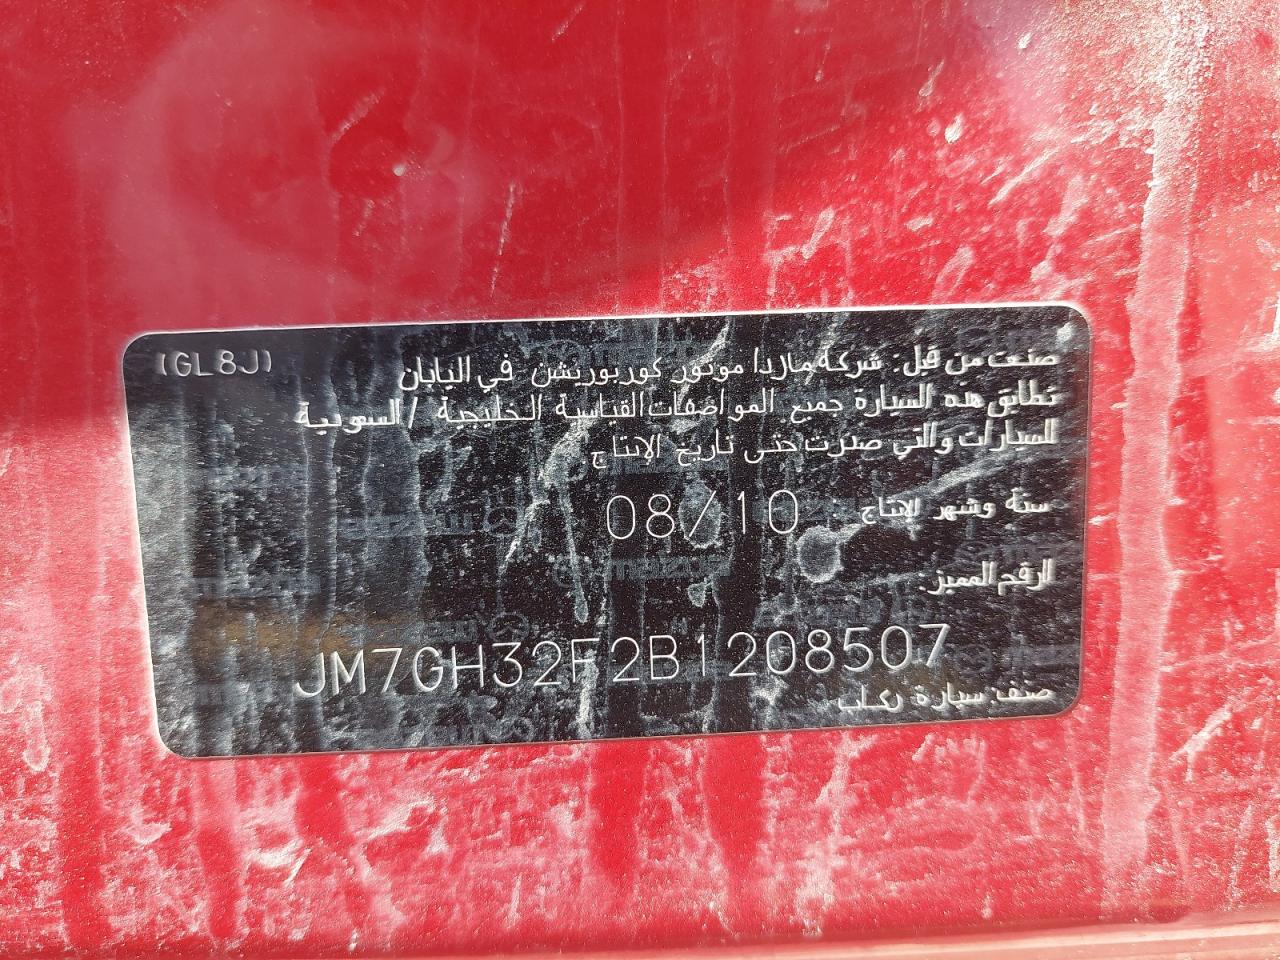 (GL8J)
صنعت من قبل: شركة مازدا موتور كوربوريشن في اليابان
تطابق هذه السيارة جميع المواصفات القياسية الخليجية / السعودية
للسيارات والتي صدرت حتى تاريخ الإنتاج
سنة وشهر الإنتاج : 08/10
الرقم المميز:
JM7GH32F2B1208507
صنف: سيارة ركاب